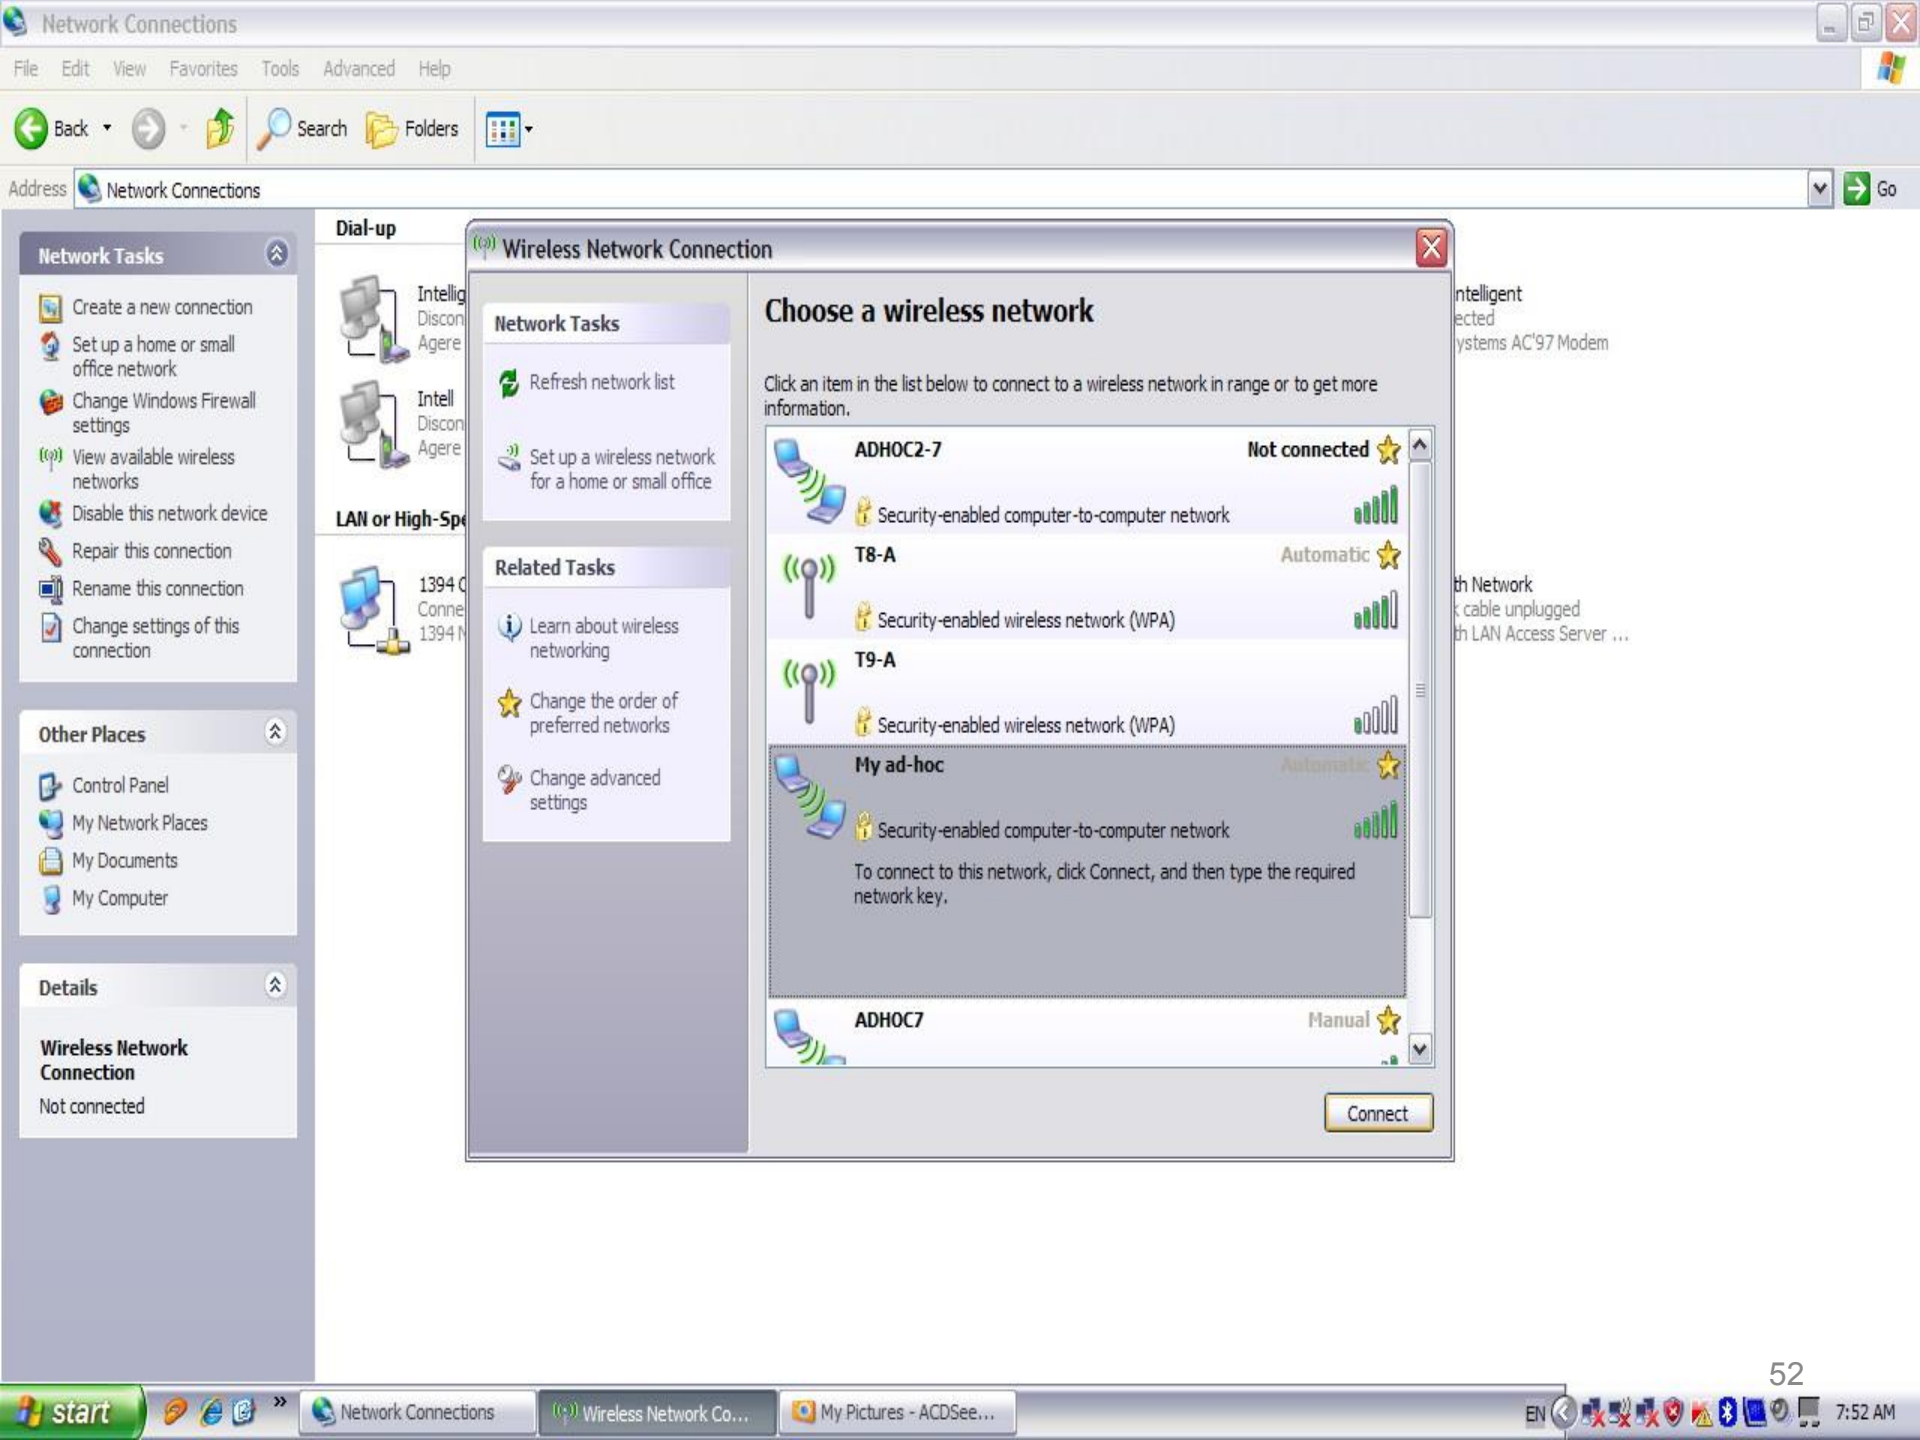 Network Connections
File Edit View Favorites Tools Advanced Help
Back Search Folders
Address Network Connections Go
Network Tasks
Create a new connection
Set up a home or small
office network
Change Windows Firewall
settings
View available wireless
networks
Disable this network device
Repair this connection
Rename this connection
Change settings of this
connection
Other Places
Control Panel
My Network Places
My Documents
My Computer
Details
Wireless Network
Connection
Not connected
Dial-up
Intellig
Discon
Agere
Intell
Discon
Agere
LAN or High-Spe
1394
Conne
1394
Wireless Network Connection
Network Tasks
Refresh network list
Set up a wireless network
for a home or small office
Related Tasks
Learn about wireless
networking
Change the order of
preferred networks
Change advanced
settings
Choose a wireless network
Click an item in the list below to connect to a wireless network in range or to get more
information.
ADHOC2-7 Not connected
Security-enabled computer-to-computer network
T8-A Automatic
Security-enabled wireless network (WPA)
T9-A
Security-enabled wireless network (WPA)
My ad-hoc Automatic
Security-enabled computer-to-computer network
To connect to this network, click Connect, and then type the required
network key.
ADHOC7 Manual
Connect
ntelligent
ected
ystems AC'97 Modem
th Network
cable unplugged
th LAN Access Server ...
52
start Network Connections Wireless Network Co... My Pictures - ACDSee... EN 7:52 AM